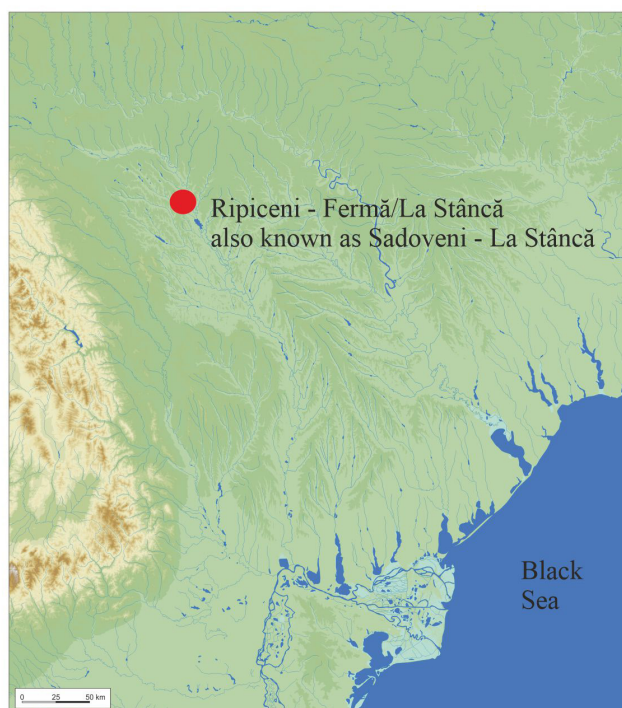 Ripiceni - Fermă/La Stâncă
also known as Sadoveni - La Stâncă
Black
Sea
0 25 50 km